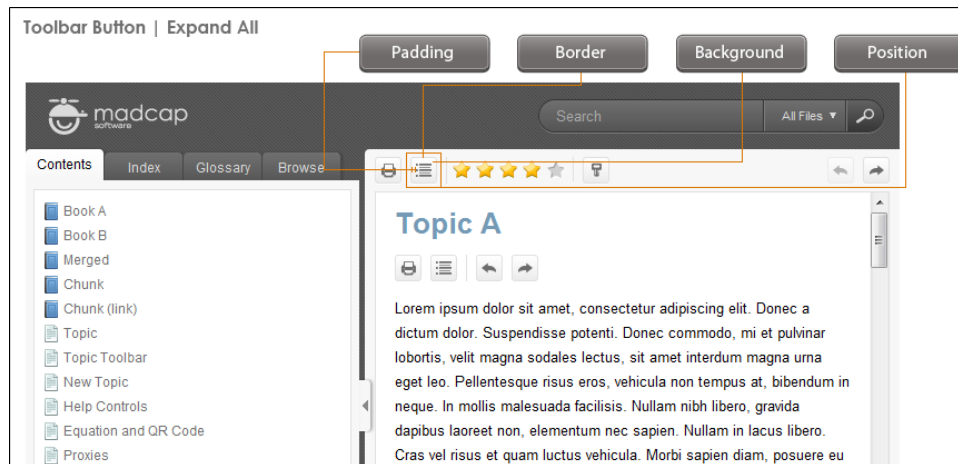 Toolbar Button | Expand All
Padding
Border
Background
Position
madcap
software
Search
All Files
Contents
Index
Glossary
Browse
Book A
Book B
Merged
Chunk
Chunk (link)
Topic
Topic Toolbar
New Topic
Help Controls
Equation and QR Code
Proxies
Topic A
Lorem ipsum dolor sit amet, consectetur adipiscing elit. Donec a
dictum dolor. Suspendisse potenti. Donec commodo, mi et pulvinar
lobortis, velit magna sodales lectus, sit amet interdum magna urna
eget leo. Pellentesque risus eros, vehicula non tempus at, bibendum in
neque. In mollis malesuada facilisis. Nullam nibh libero, gravida
dapibus laoreet non, elementum nec sapien. Nullam in lacus libero.
Cras vel risus et quam luctus vehicula. Morbi sapien diam, posuere eu